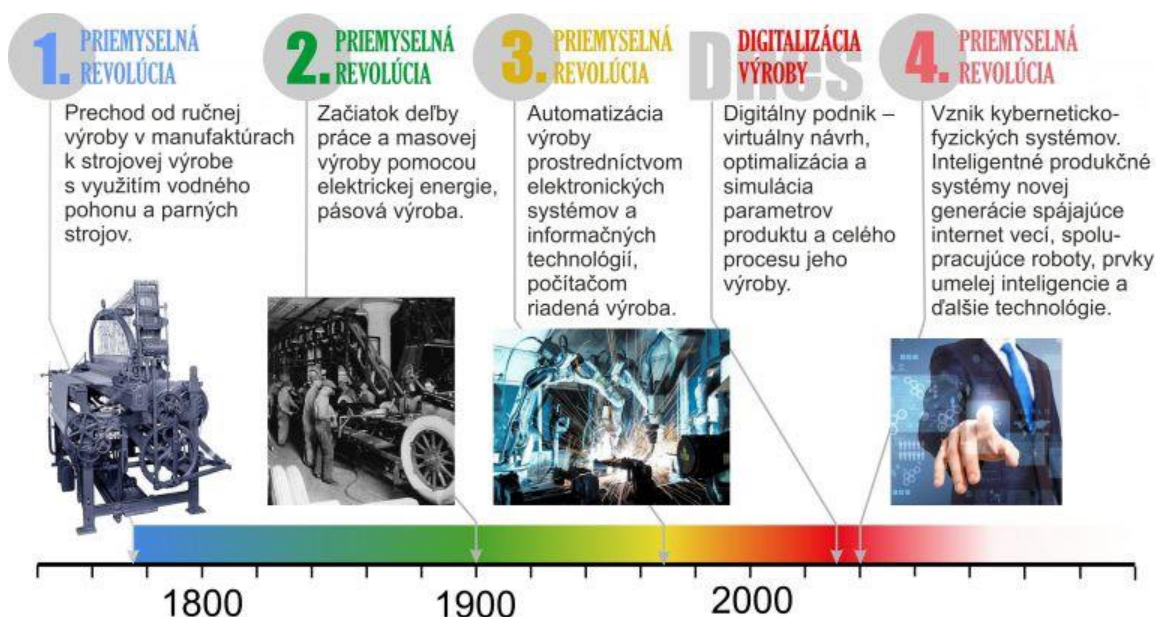 1. PRIEMYSELNÁ
REVOLÚCIA
Prechod od ručnej
výroby v manufaktúrach
k strojovej výrobe
s využitím vodného
pohonu a parných
strojov.
2. PRIEMYSELNÁ
REVOLÚCIA
Začiatok deľby
práce a masovej
výroby pomocou
elektrickej energie,
pásová výroba.
3. PRIEMYSELNÁ
REVOLÚCIA
Automatizácia
výroby
prostredníctvom
elektronických
systémov a
informačných
technológií,
počítačom
riadená výroba.
Dnes
DIGITALIZÁCIA
VÝROBY
Digitálny podnik –
virtuálny návrh,
optimalizácia a
simulácia
parametrov
produktu a celého
procesu jeho
výroby.
4. PRIEMYSELNÁ
REVOLÚCIA
Vznik kyberneticko-
fyzických systémov.
Inteligentné produkčné
systémy novej
generácie spájajúce
internet vecí, spolu-
pracujúce roboty, prvky
umelej inteligencie a
ďalšie technológie.
1800 1900 2000